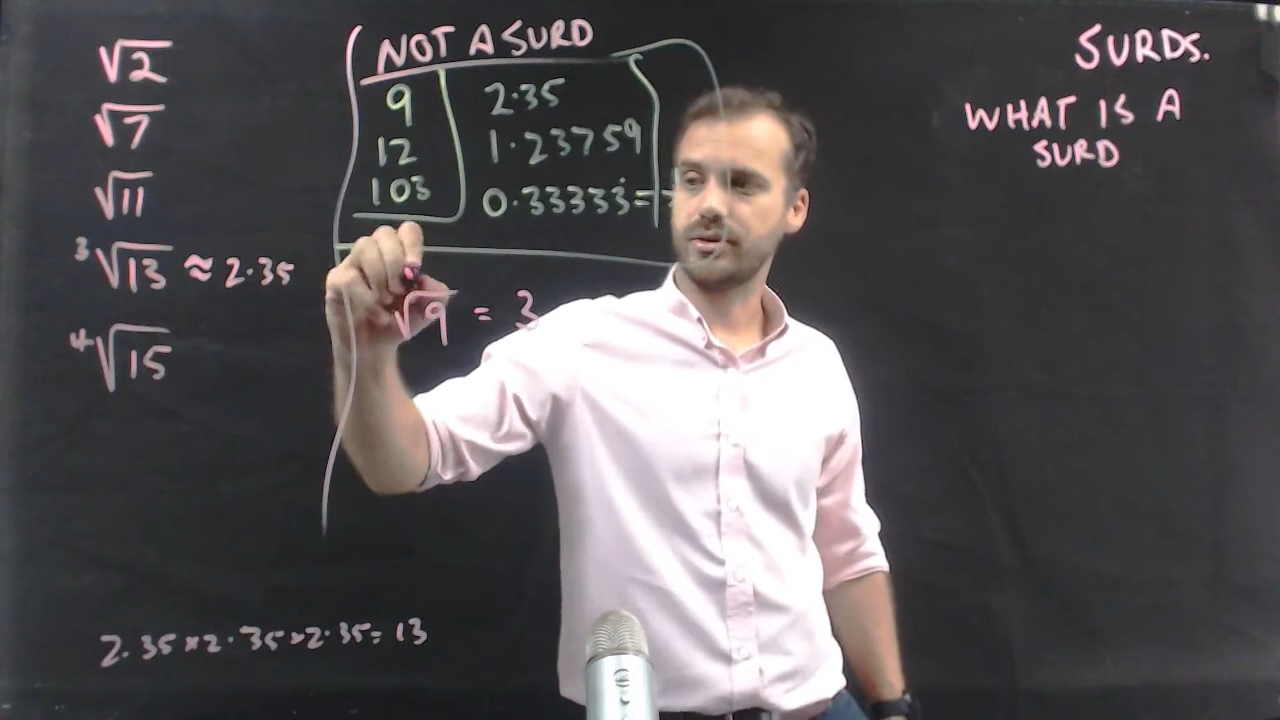 √2
√7
√11
³√13 ≈ 2.35
⁴√15
NOT A SURD
9
12
103
2.35
1.23759
0.33333̇ =
√9 = 3
2.35×2.35×2.35=13
SURDS.
WHAT IS A
SURD